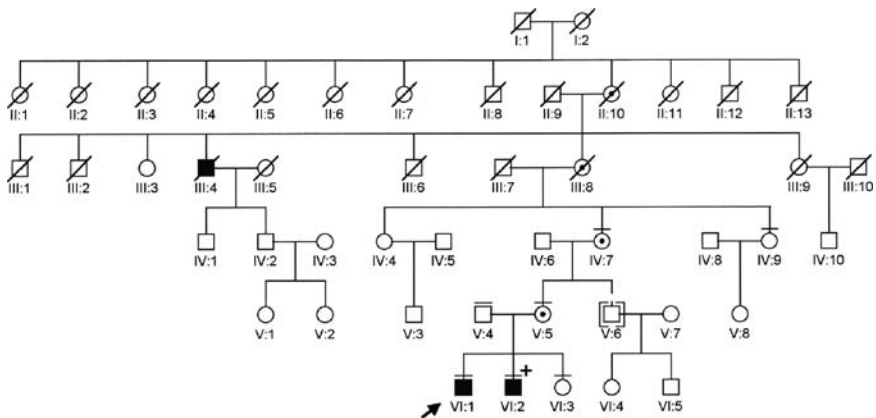 I:1 I:2
II:1 II:2 II:3 II:4 II:5 II:6 II:7 II:8 II:9 II:10 II:11 II:12 II:13
III:1 III:2 III:3 III:4 III:5 III:6 III:7 III:8 III:9 III:10
IV:1 IV:2 IV:3 IV:4 IV:5 IV:6 IV:7 IV:8 IV:9 IV:10
V:1 V:2 V:3 V:4 V:5 V:6 V:7 V:8
+
VI:1 VI:2 VI:3 VI:4 VI:5